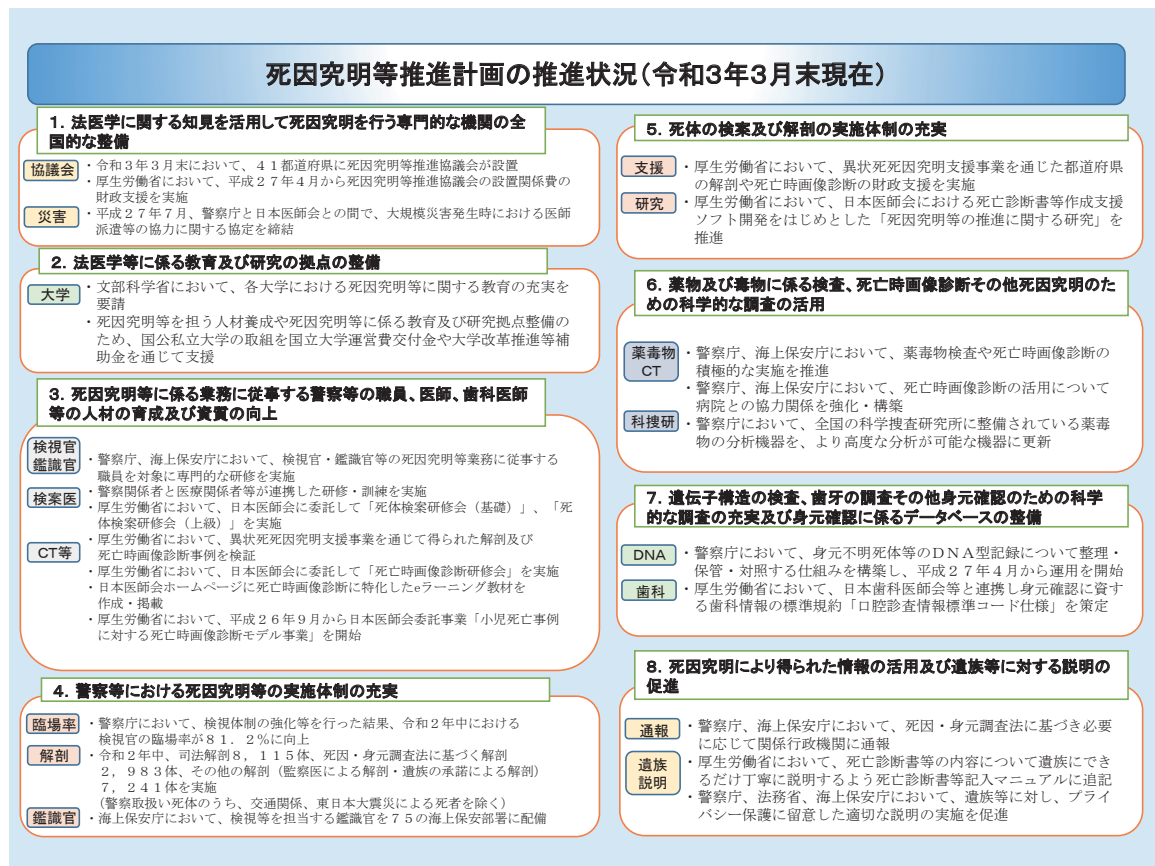 死因究明等推進計画の推進状況(令和3年3月末現在)
1．法医学に関する知見を活用して死因究明を行う専門的な機関の全
国的な整備
協議会
・令和３年３月末において、４１都道府県に死因究明等推進協議会が設置
・厚生労働省において、平成２７年４月から死因究明等推進協議会の設置関係費の
財政支援を実施
災害
・平成２７年７月、警察庁と日本医師会との間で、大規模災害発生時における医師
派遣等の協力に関する協定を締結
2．法医学等に係る教育及び研究の拠点の整備
大学
・文部科学省において、各大学における死因究明等に関する教育の充実を
要請
・死因究明等を担う人材養成や死因究明等に係る教育及び研究拠点整備の
ため、国公私立大学の取組を国立大学運営費交付金や大学改革推進等補
助金を通じて支援
3．死因究明等に係る業務に従事する警察等の職員、医師、歯科医師
等の人材の育成及び資質の向上
検視官
鑑識官
・警察庁、海上保安庁において、検視官・鑑識官等の死因究明等業務に従事する
職員を対象に専門的な研修を実施
検案医
・警察関係者と医療関係者等が連携した研修・訓練を実施
・厚生労働省において、日本医師会に委託して「死体検案研修会（基礎）」、「死
体検案研修会（上級）」を実施
CT等
・厚生労働省において、異状死死因究明支援事業を通じて得られた解剖及び
死亡時画像診断事例を検証
・厚生労働省において、日本医師会に委託して「死亡時画像診断研修会」を実施
・日本医師会ホームページに死亡時画像診断に特化したeラーニング教材を
作成・掲載
・厚生労働省において、平成２６年９月から日本医師会委託事業「小児死亡事例
に対する死亡時画像診断モデル事業」を開始
4．警察等における死因究明等の実施体制の充実
臨場率
・警察庁において、検視体制の強化等を行った結果、令和２年中における
検視官の臨場率が８１．２％に向上
解剖
・令和２年中、司法解剖８，１１５体、死因・身元調査法に基づく解剖
２，９８３体、その他の解剖（監察医による解剖・遺族の承諾による解剖）
７，２４１体を実施
（警察取扱い死体のうち、交通関係、東日本大震災による死者を除く）
鑑識官
・海上保安庁において、検視等を担当する鑑識官を７５の海上保安部署に配備
5．死体の検案及び解剖の実施体制の充実
支援
・厚生労働省において、異状死死因究明支援事業を通じた都道府県
の解剖や死亡時画像診断の財政支援を実施
研究
・厚生労働省において、日本医師会における死亡診断書等作成支援
ソフト開発をはじめとした「死因究明等の推進に関する研究」を
推進
6．薬物及び毒物に係る検査、死亡時画像診断その他死因究明のた
めの科学的な調査の活用
薬毒物
CT
・警察庁、海上保安庁において、薬毒物検査や死亡時画像診断の
積極的な実施を推進
・警察庁、海上保安庁において、死亡時画像診断の活用について
病院との協力関係を強化・構築
科捜研
・警察庁において、全国の科学捜査研究所に整備されている薬毒
物の分析機器を、より高度な分析が可能な機器に更新
7．遺伝子構造の検査、歯牙の調査その他身元確認のための科学
的な調査の充実及び身元確認に係るデータベースの整備
DNA
・警察庁において、身元不明死体等のＤＮＡ型記録について整理・
保管・対照する仕組みを構築し、平成２７年４月から運用を開始
歯科
・厚生労働省において、日本歯科医師会等と連携し身元確認に資す
る歯科情報の標準規約「口腔診査情報標準コード仕様」を策定
8．死因究明により得られた情報の活用及び遺族等に対する説明の
促進
通報
・警察庁、海上保安庁において、死因・身元調査法に基づき必要
に応じて関係行政機関に通報
遺族
説明
・厚生労働省において、死亡診断書等の内容について遺族にでき
るだけ丁寧に説明するよう死亡診断書等記入マニュアルに追記
・警察庁、法務省、海上保安庁において、遺族等に対し、プライ
バシー保護に留意した適切な説明の実施を促進